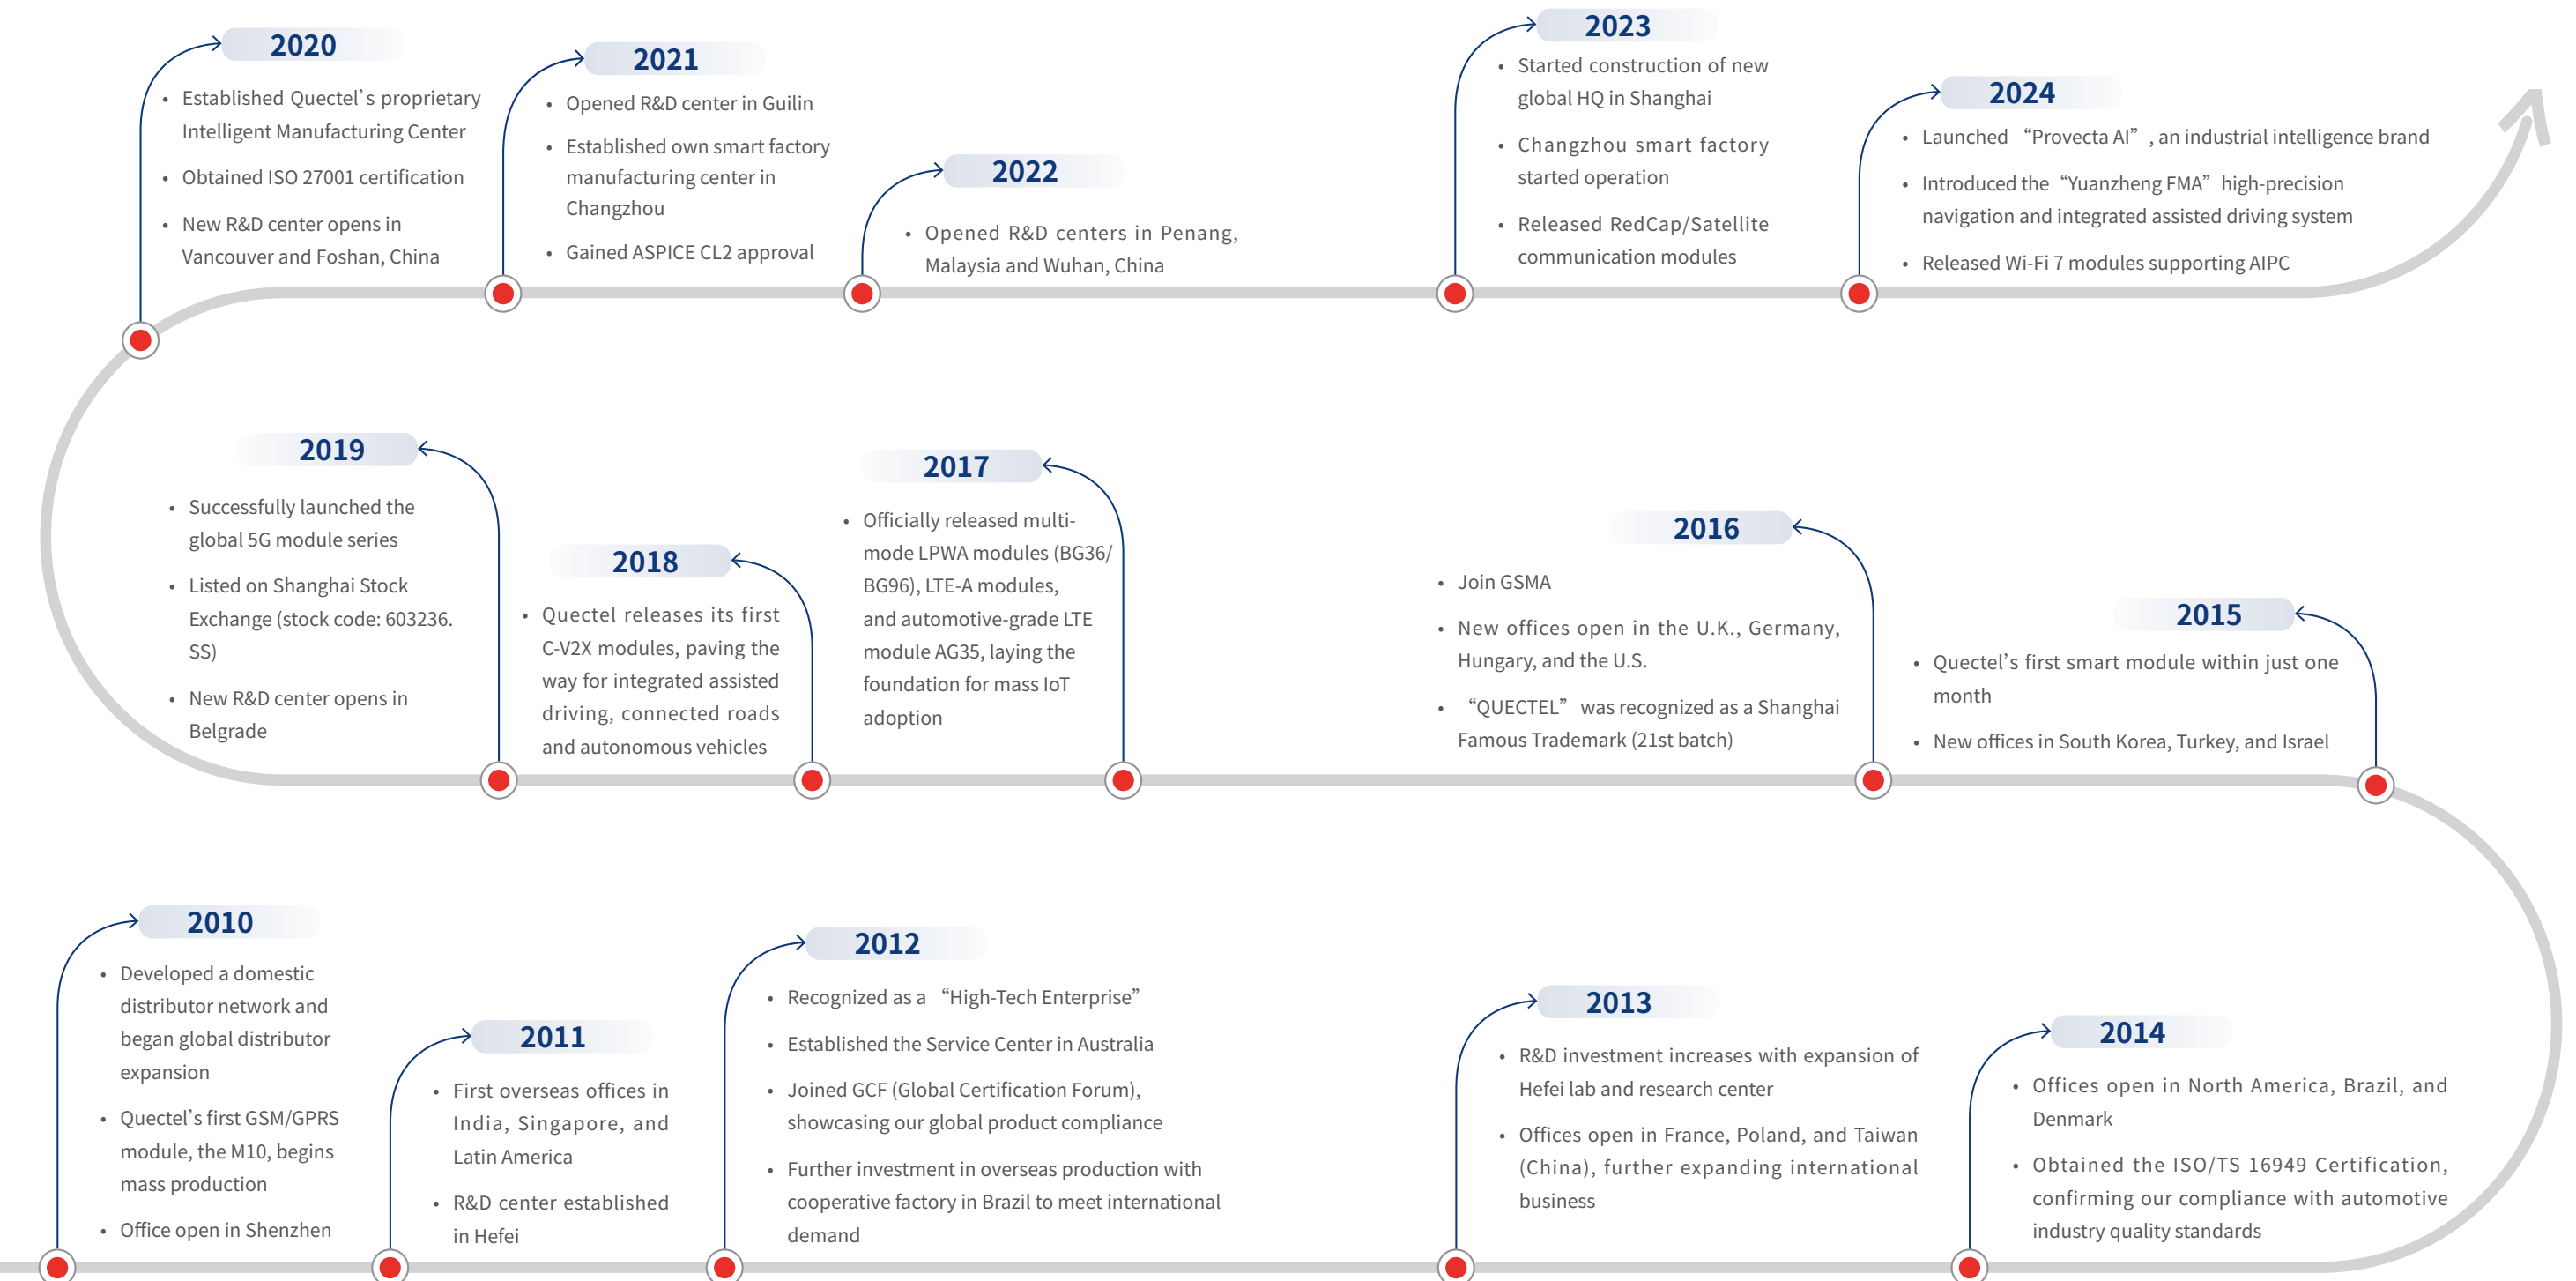 2020
• Established Quectel’s proprietary
Intelligent Manufacturing Center
• Obtained ISO 27001 certification
• New R&D center opens in
Vancouver and Foshan, China
2021
• Opened R&D center in Guilin
• Established own smart factory
manufacturing center in
Changzhou
• Gained ASPICE CL2 approval
2022
• Opened R&D centers in Penang,
Malaysia and Wuhan, China
2023
• Started construction of new
global HQ in Shanghai
• Changzhou smart factory
started operation
• Released RedCap/Satellite
communication modules
2024
• Launched “Provecta AI”, an industrial intelligence brand
• Introduced the “Yuanzheng FMA” high-precision
navigation and integrated assisted driving system
• Released Wi-Fi 7 modules supporting AIPC
2019
• Successfully launched the
global 5G module series
• Listed on Shanghai Stock
Exchange (stock code: 603236.
SS)
• New R&D center opens in
Belgrade
2018
• Quectel releases its first
C-V2X modules, paving the
way for integrated assisted
driving, connected roads
and autonomous vehicles
2017
• Officially released multi-
mode LPWA modules (BG36/
BG96), LTE-A modules,
and automotive-grade LTE
module AG35, laying the
foundation for mass IoT
adoption
2016
• Join GSMA
• New offices open in the U.K., Germany,
Hungary, and the U.S.
• “QUECTEL” was recognized as a Shanghai
Famous Trademark (21st batch)
2015
• Quectel’s first smart module within just one
month
• New offices in South Korea, Turkey, and Israel
2010
• Developed a domestic
distributor network and
began global distributor
expansion
• Quectel’s first GSM/GPRS
module, the M10, begins
mass production
• Office open in Shenzhen
2011
• First overseas offices in
India, Singapore, and
Latin America
• R&D center established
in Hefei
2012
• Recognized as a “High-Tech Enterprise”
• Established the Service Center in Australia
• Joined GCF (Global Certification Forum),
showcasing our global product compliance
• Further investment in overseas production with
cooperative factory in Brazil to meet international
demand
2013
• R&D investment increases with expansion of
Hefei lab and research center
• Offices open in France, Poland, and Taiwan
(China), further expanding international
business
2014
• Offices open in North America, Brazil, and
Denmark
• Obtained the ISO/TS 16949 Certification,
confirming our compliance with automotive
industry quality standards